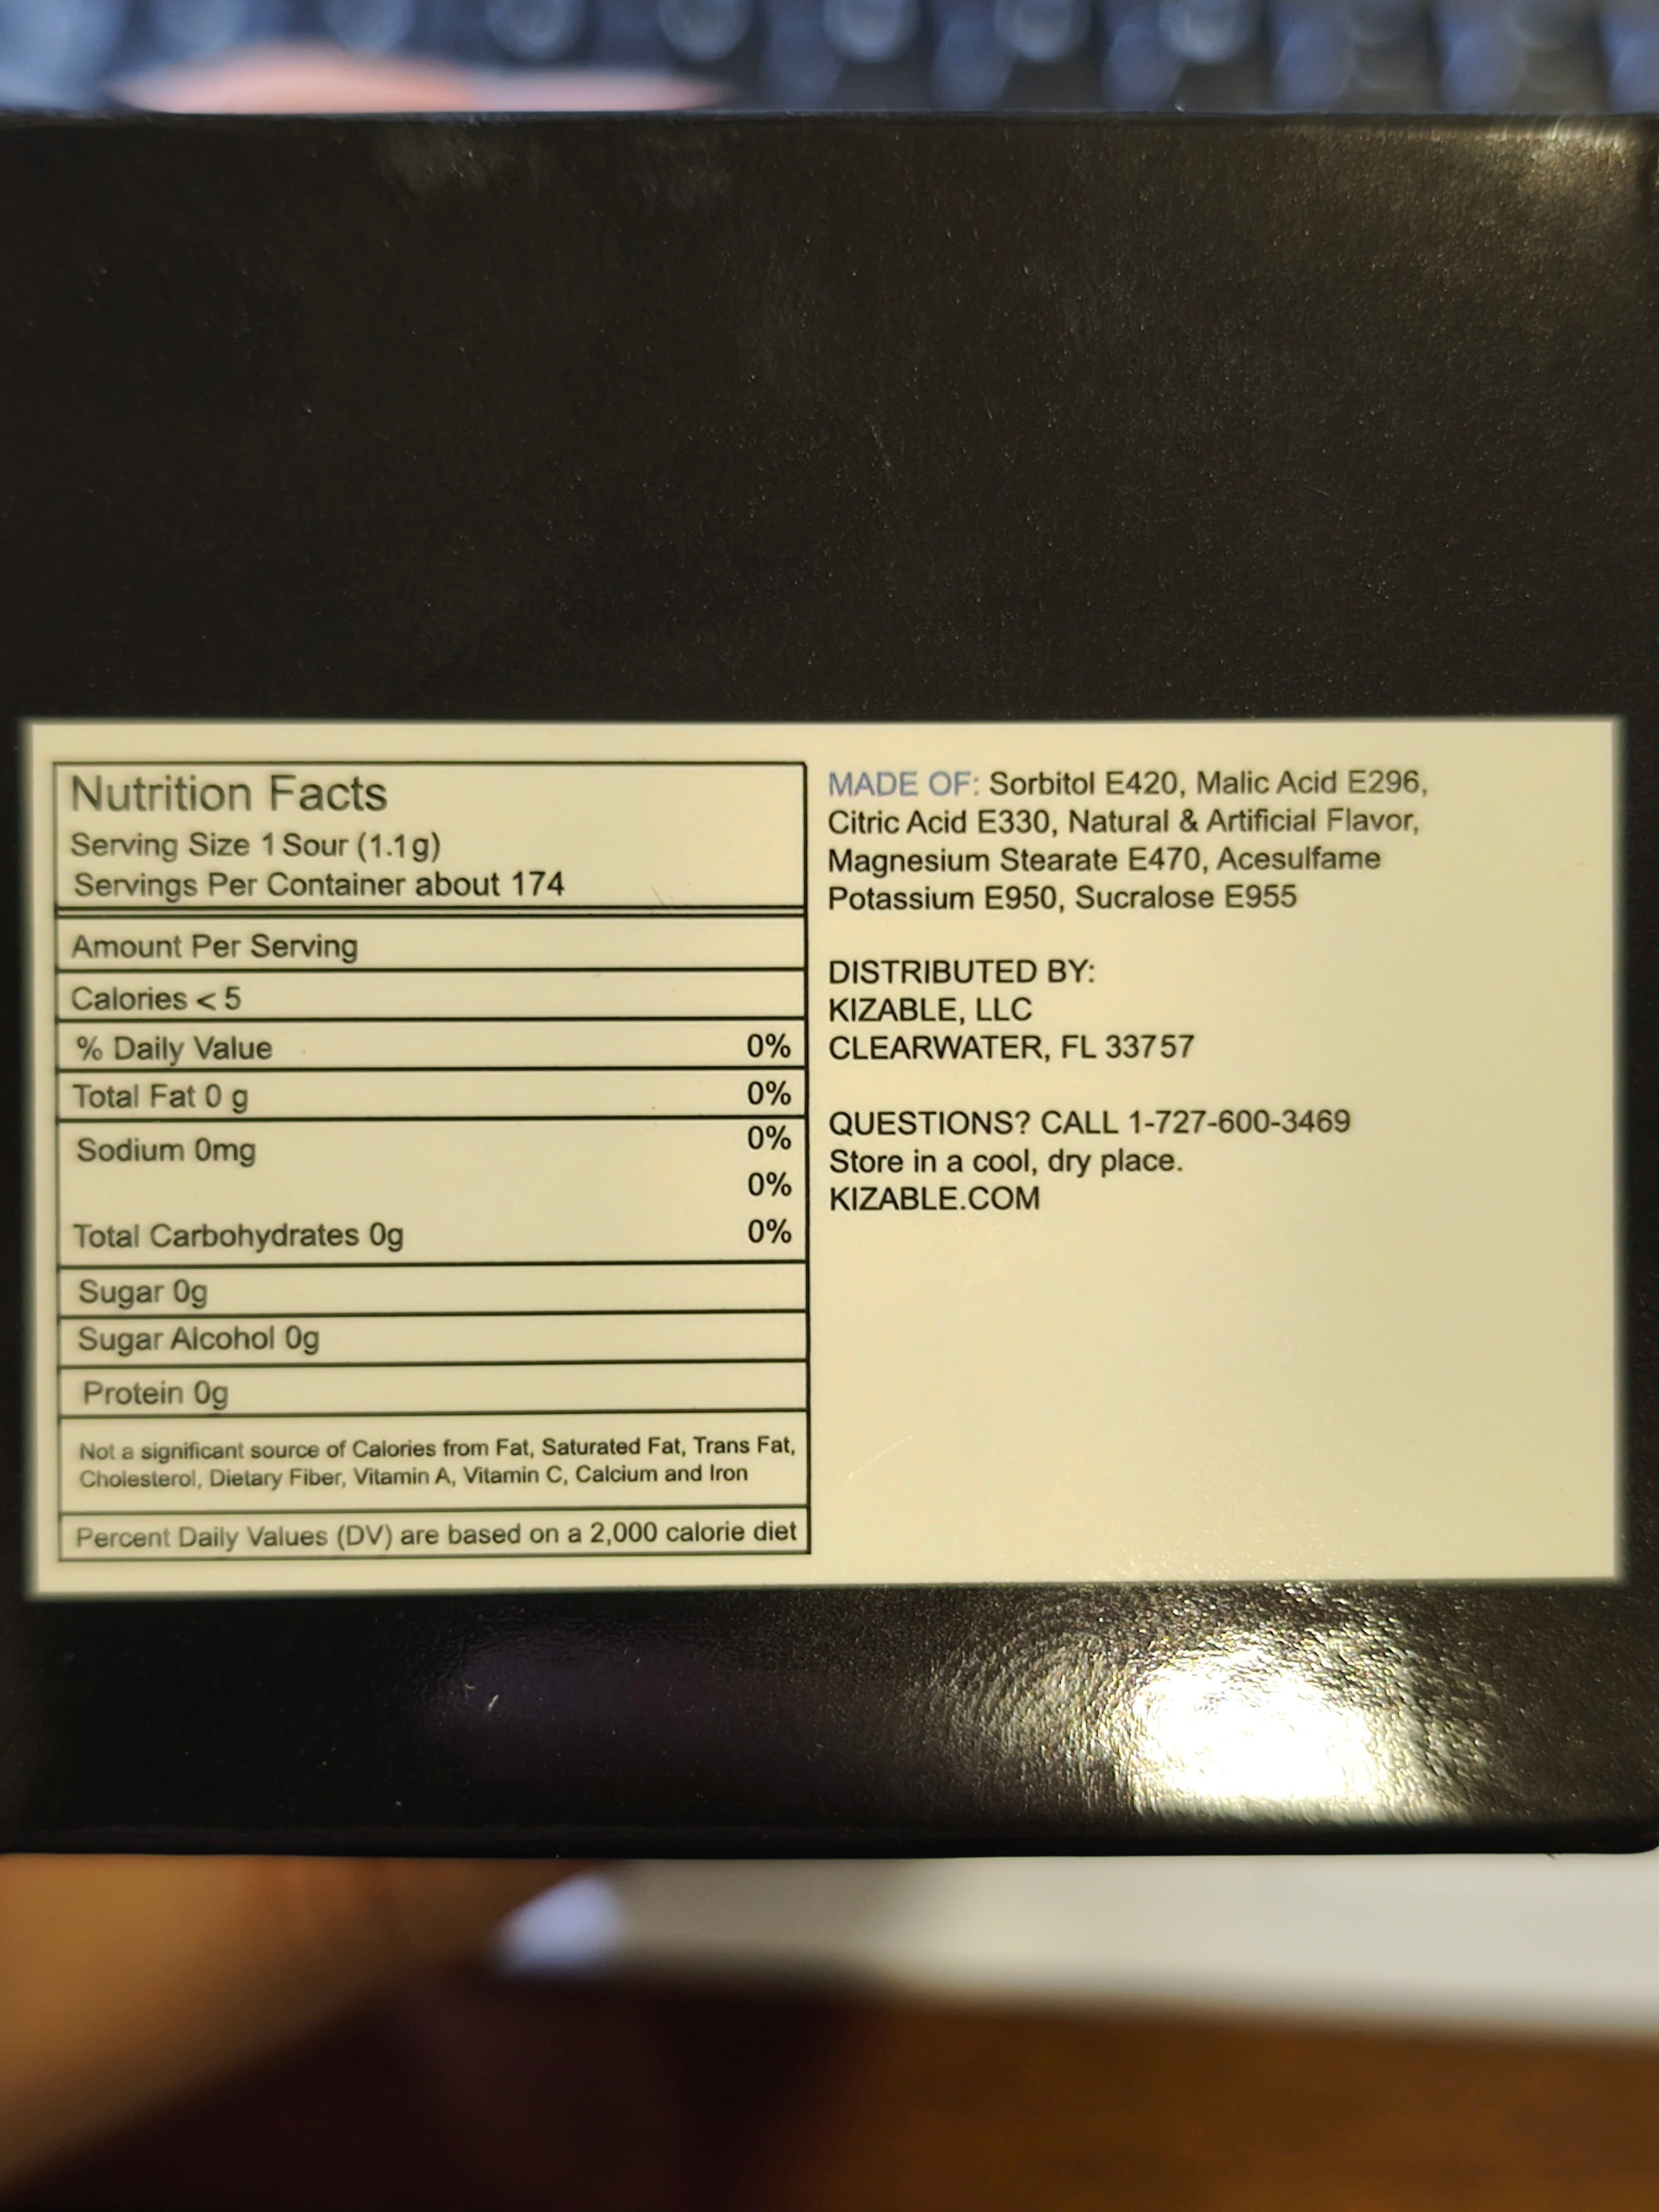 Nutrition Facts
Serving Size 1 Sour (1.1g)
Servings Per Container about 174
Amount Per Serving
Calories < 5
% Daily Value 0%
Total Fat 0 g 0%
Sodium 0mg 0%
0%
Total Carbohydrates 0g 0%
Sugar 0g
Sugar Alcohol 0g
Protein 0g
Not a significant source of Calories from Fat, Saturated Fat, Trans Fat,
Cholesterol, Dietary Fiber, Vitamin A, Vitamin C, Calcium and Iron
Percent Daily Values (DV) are based on a 2,000 calorie diet
MADE OF: Sorbitol E420, Malic Acid E296,
Citric Acid E330, Natural & Artificial Flavor,
Magnesium Stearate E470, Acesulfame
Potassium E950, Sucralose E955
DISTRIBUTED BY:
KIZABLE, LLC
CLEARWATER, FL 33757
QUESTIONS? CALL 1-727-600-3469
Store in a cool, dry place.
KIZABLE.COM